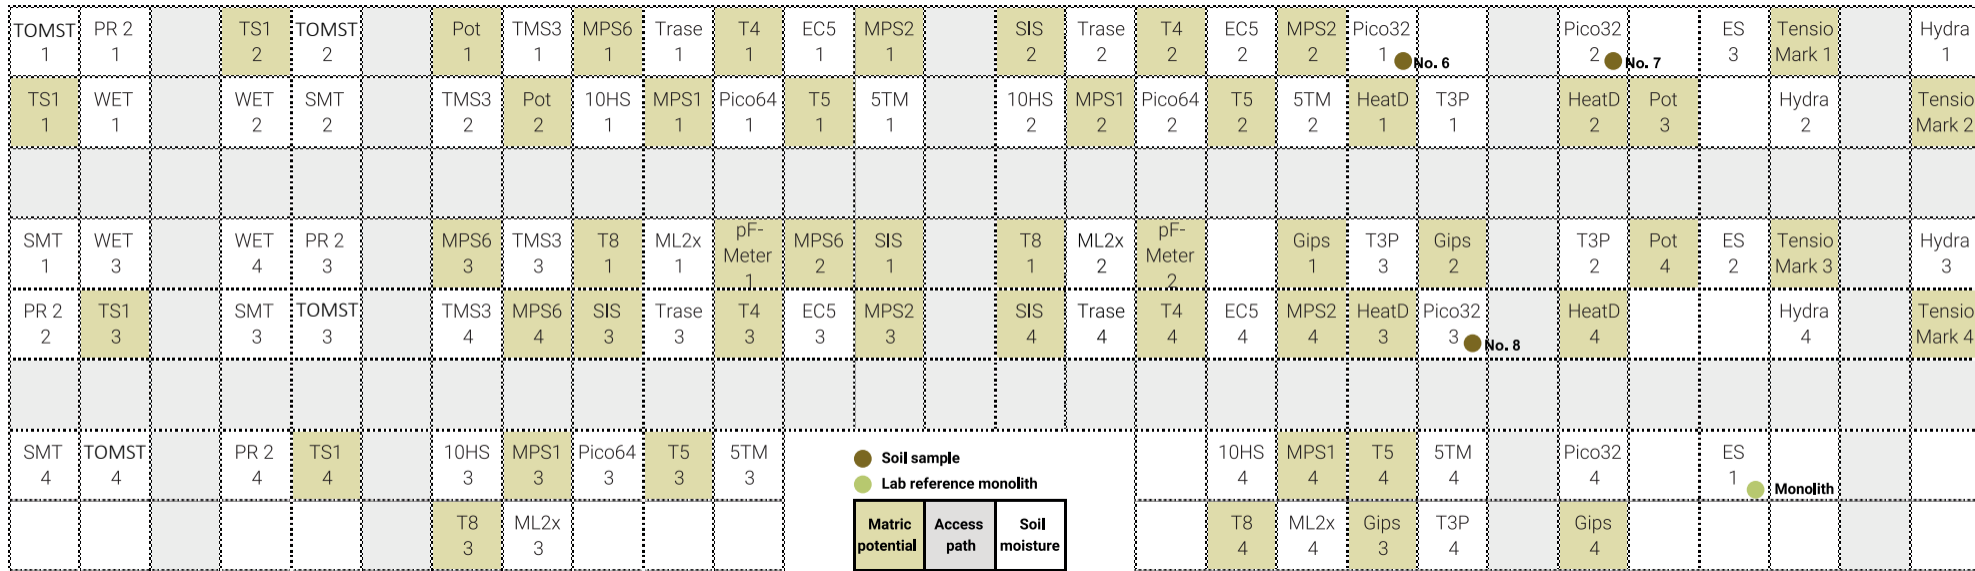 TOMST PR 2 TS1 TOMST Pot TMS3 MPS6 Trase T4 EC5 MPS2 SIS Trase T4 EC5 MPS2 Pico32 Pico32 ES Tensio Hydra
1 1 2 2 1 1 1 1 1 1 1 2 2 2 2 2 1 No. 6 2 No. 7 3 Mark 1 1
TS1 WET WET SMT TMS3 Pot 10HS MPS1 Pico64 T5 5TM 10HS MPS1 Pico64 T5 5TM HeatD T3P HeatD Pot Hydra Tensio
1 1 2 2 2 2 1 1 1 1 1 2 2 2 2 2 1 1 2 3 2 Mark 2
SMT WET WET PR 2 MPS6 TMS3 T8 ML2x pF- MPS6 SIS T8 ML2x pF- Gips T3P Gips T3P Pot ES Tensio Hydra
Meter Meter
1 3 4 3 3 3 1 1 1 2 1 1 2 2 1 3 2 2 4 2 Mark 3 3
PR 2 TS1 SMT TOMST TMS3 MPS6 SIS Trase T4 EC5 MPS2 SIS Trase T4 EC5 MPS2 HeatD Pico32 HeatD Hydra Tensio
2 3 3 3 4 4 3 3 3 3 3 4 4 4 4 4 3 3 No. 8 4 4 Mark 4
SMT TOMST PR 2 TS1 10HS MPS1 Pico64 T5 5TM 10HS MPS1 T5 5TM Pico32 ES
4 4 4 4 3 3 3 3 3 4 4 4 4 4 1 Monolith
T8 ML2x T8 ML2x Gips T3P Gips
3 3 4 4 3 4 4
Soil sample
Lab reference monolith
Matric Access Soil
potential path moisture